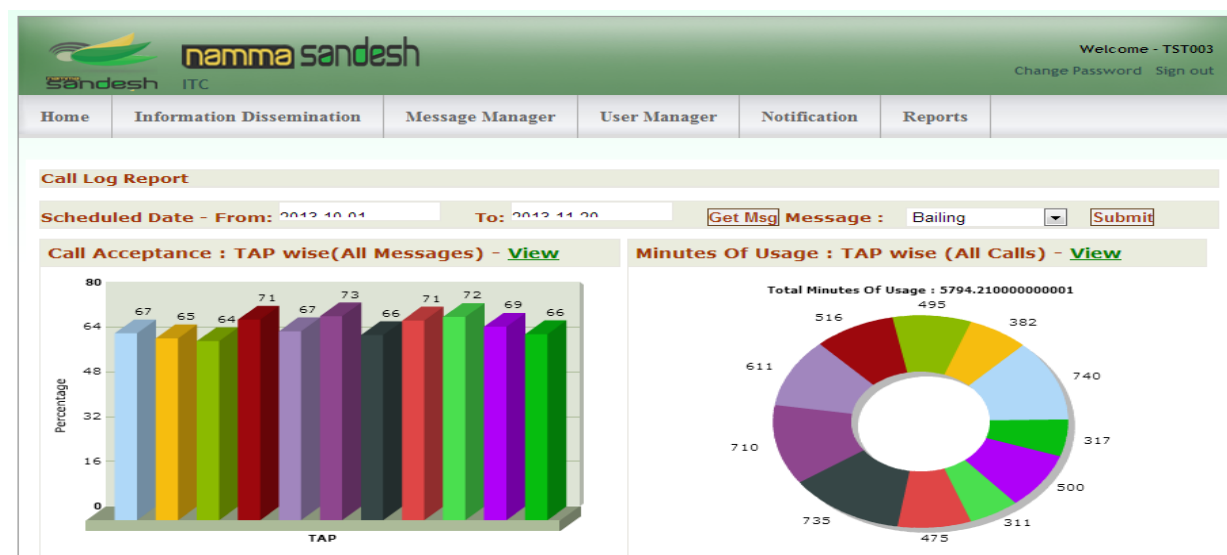 namma sandesh
Welcome - TST003
Change Password Sign out
sandesh ITC
Home Information Dissemination Message Manager User Manager Notification Reports
Call Log Report
Scheduled Date - From: To: Get Msg Message : Bailing Submit
Call Acceptance : TAP wise(All Messages) - View
Minutes Of Usage : TAP wise (All Calls) - View
80
64
48
32
16
0
Percentage
67 65 64 71 67 73 66 71 72 69 66
TAP
Total Minutes Of Usage : 5794.210000000001
495
516 382
611 740
710 317
500
735 311
475